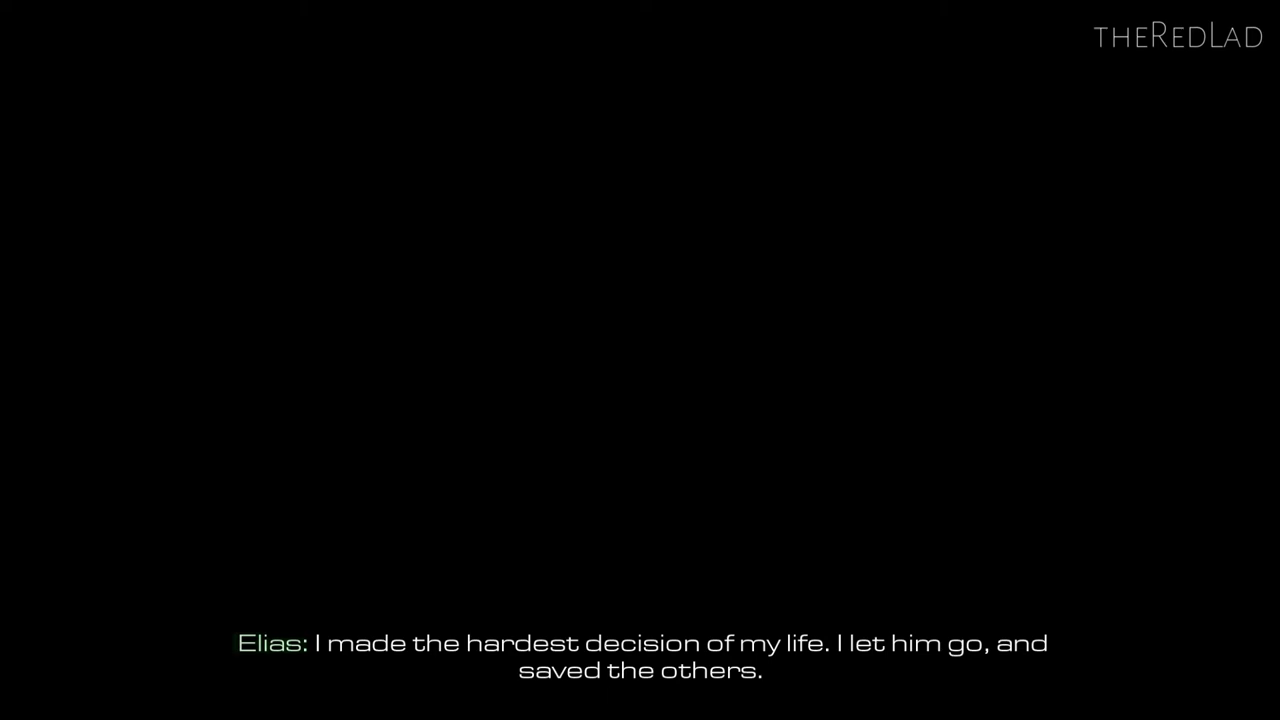 THEREDLAD
Elias: I made the hardest decision of my life. I let him go, and
saved the others.